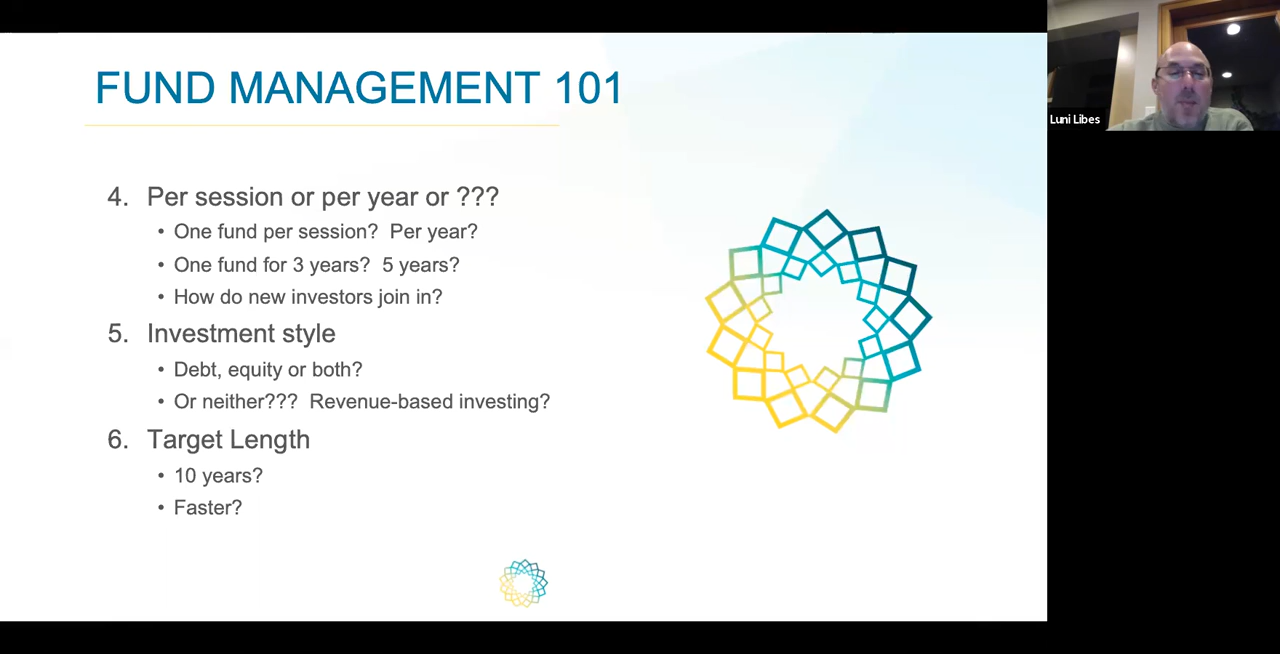 FUND MANAGEMENT 101
4. Per session or per year or ???
• One fund per session? Per year?
• One fund for 3 years? 5 years?
• How do new investors join in?
5. Investment style
• Debt, equity or both?
• Or neither??? Revenue-based investing?
6. Target Length
• 10 years?
• Faster?
Luni Libes